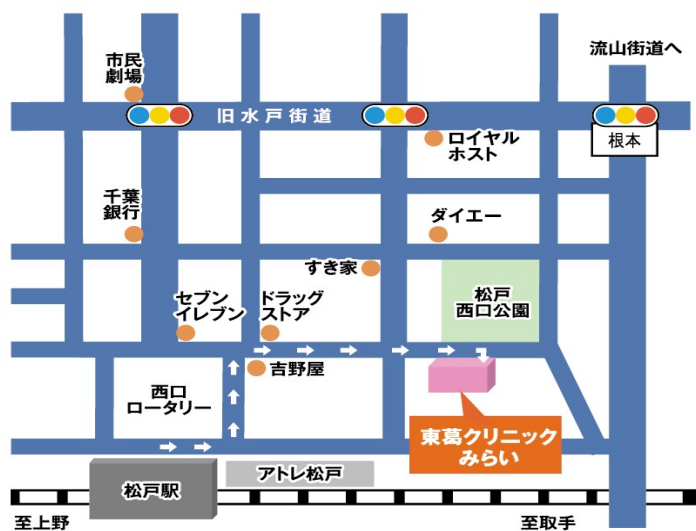 流山街道へ
市民
劇場
旧水戸街道
ロイヤル
ホスト
根本
千葉
銀行
ダイエー
すき家
セブン
イレブン
ドラッグ
ストア
松戸
西口公園
吉野屋
西口
ロータリー
東葛クリニック
みらい
アトレ松戸
松戸駅
至上野
至取手